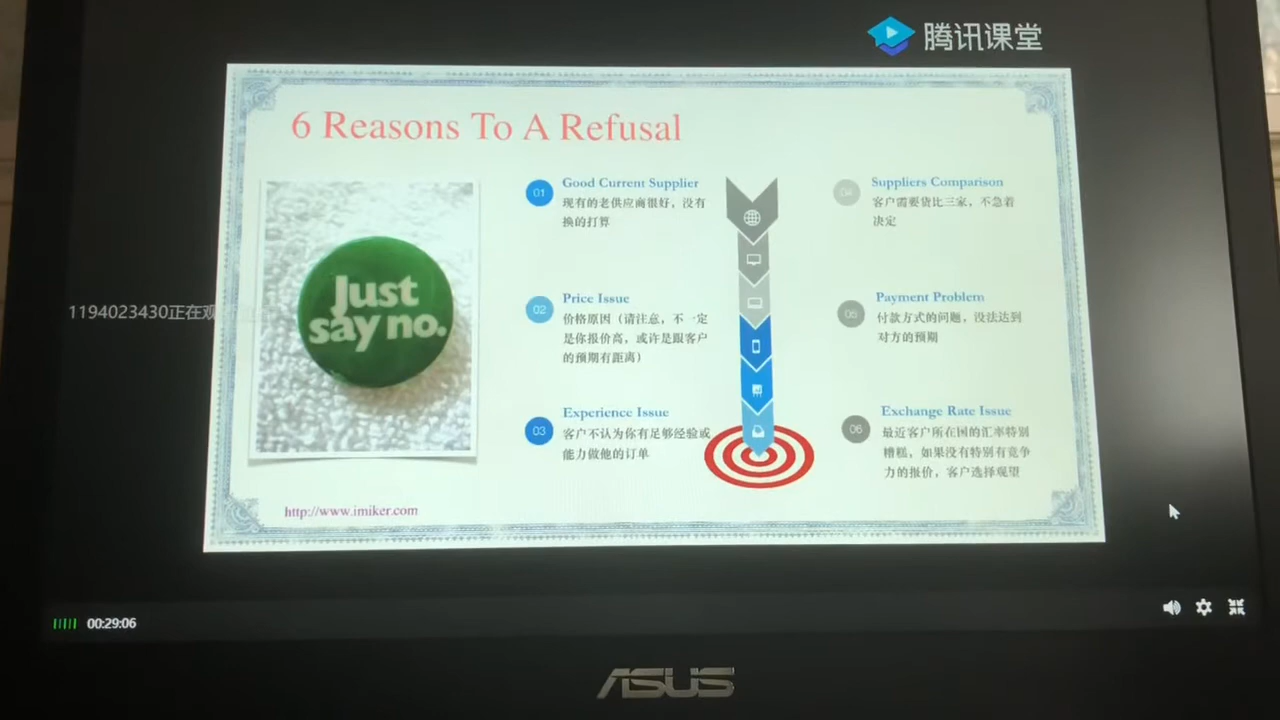 腾讯课堂
6 Reasons To A Refusal
Just
say no.
01
Good Current Supplier
现有的老供应商很好，没有
换的打算
02
Price Issue
价格原因（请注意，不一定
是你报价高，或许是跟客户
的预期有距离）
03
Experience Issue
客户不认为你有足够经验或
能力做他的订单
04
Suppliers Comparison
客户需要货比三家，不急着
决定
05
Payment Problem
付款方式的问题，没法达到
对方的预期
06
Exchange Rate Issue
最近客户所在国的汇率特别
糟糕，如果没有特别有竞争
力的报价，客户选择观望
http://www.imiker.com
1194023430正在观
00:29:06
ASUS